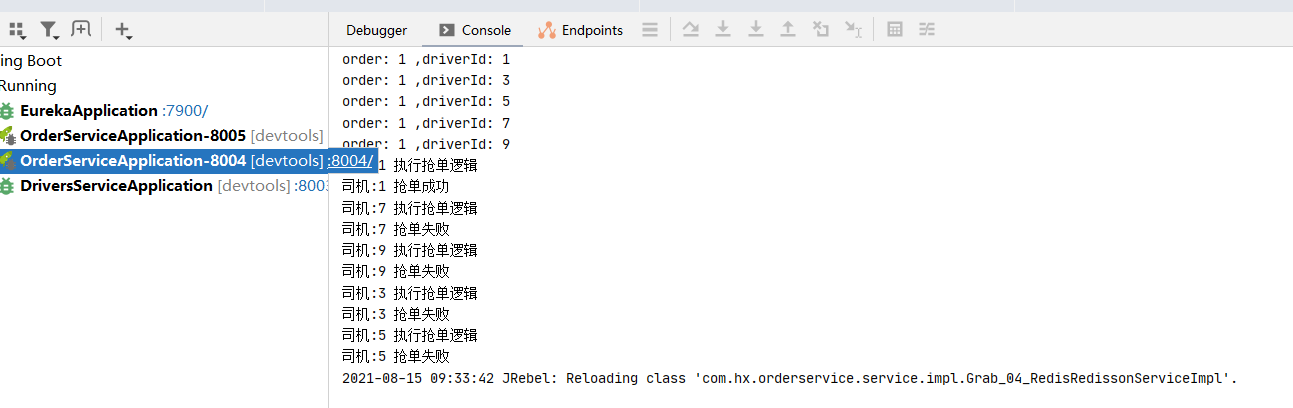 Debugger Console Endpoints
ing Boot
Running
EurekaApplication :7900/
OrderServiceApplication-8005 [devtools]
OrderServiceApplication-8004 [devtools] :8004/
DriversServiceApplication [devtools] :8003
order: 1 ,driverId: 1
order: 1 ,driverId: 3
order: 1 ,driverId: 5
order: 1 ,driverId: 7
order: 1 ,driverId: 9
1 执行抢单逻辑
司机:1 抢单成功
司机:7 执行抢单逻辑
司机:7 抢单失败
司机:9 执行抢单逻辑
司机:9 抢单失败
司机:3 执行抢单逻辑
司机:3 抢单失败
司机:5 执行抢单逻辑
司机:5 抢单失败
2021-08-15 09:33:42 JRebel: Reloading class 'com.hx.orderservice.service.impl.Grab_04_RedisRedissonServiceImpl'.